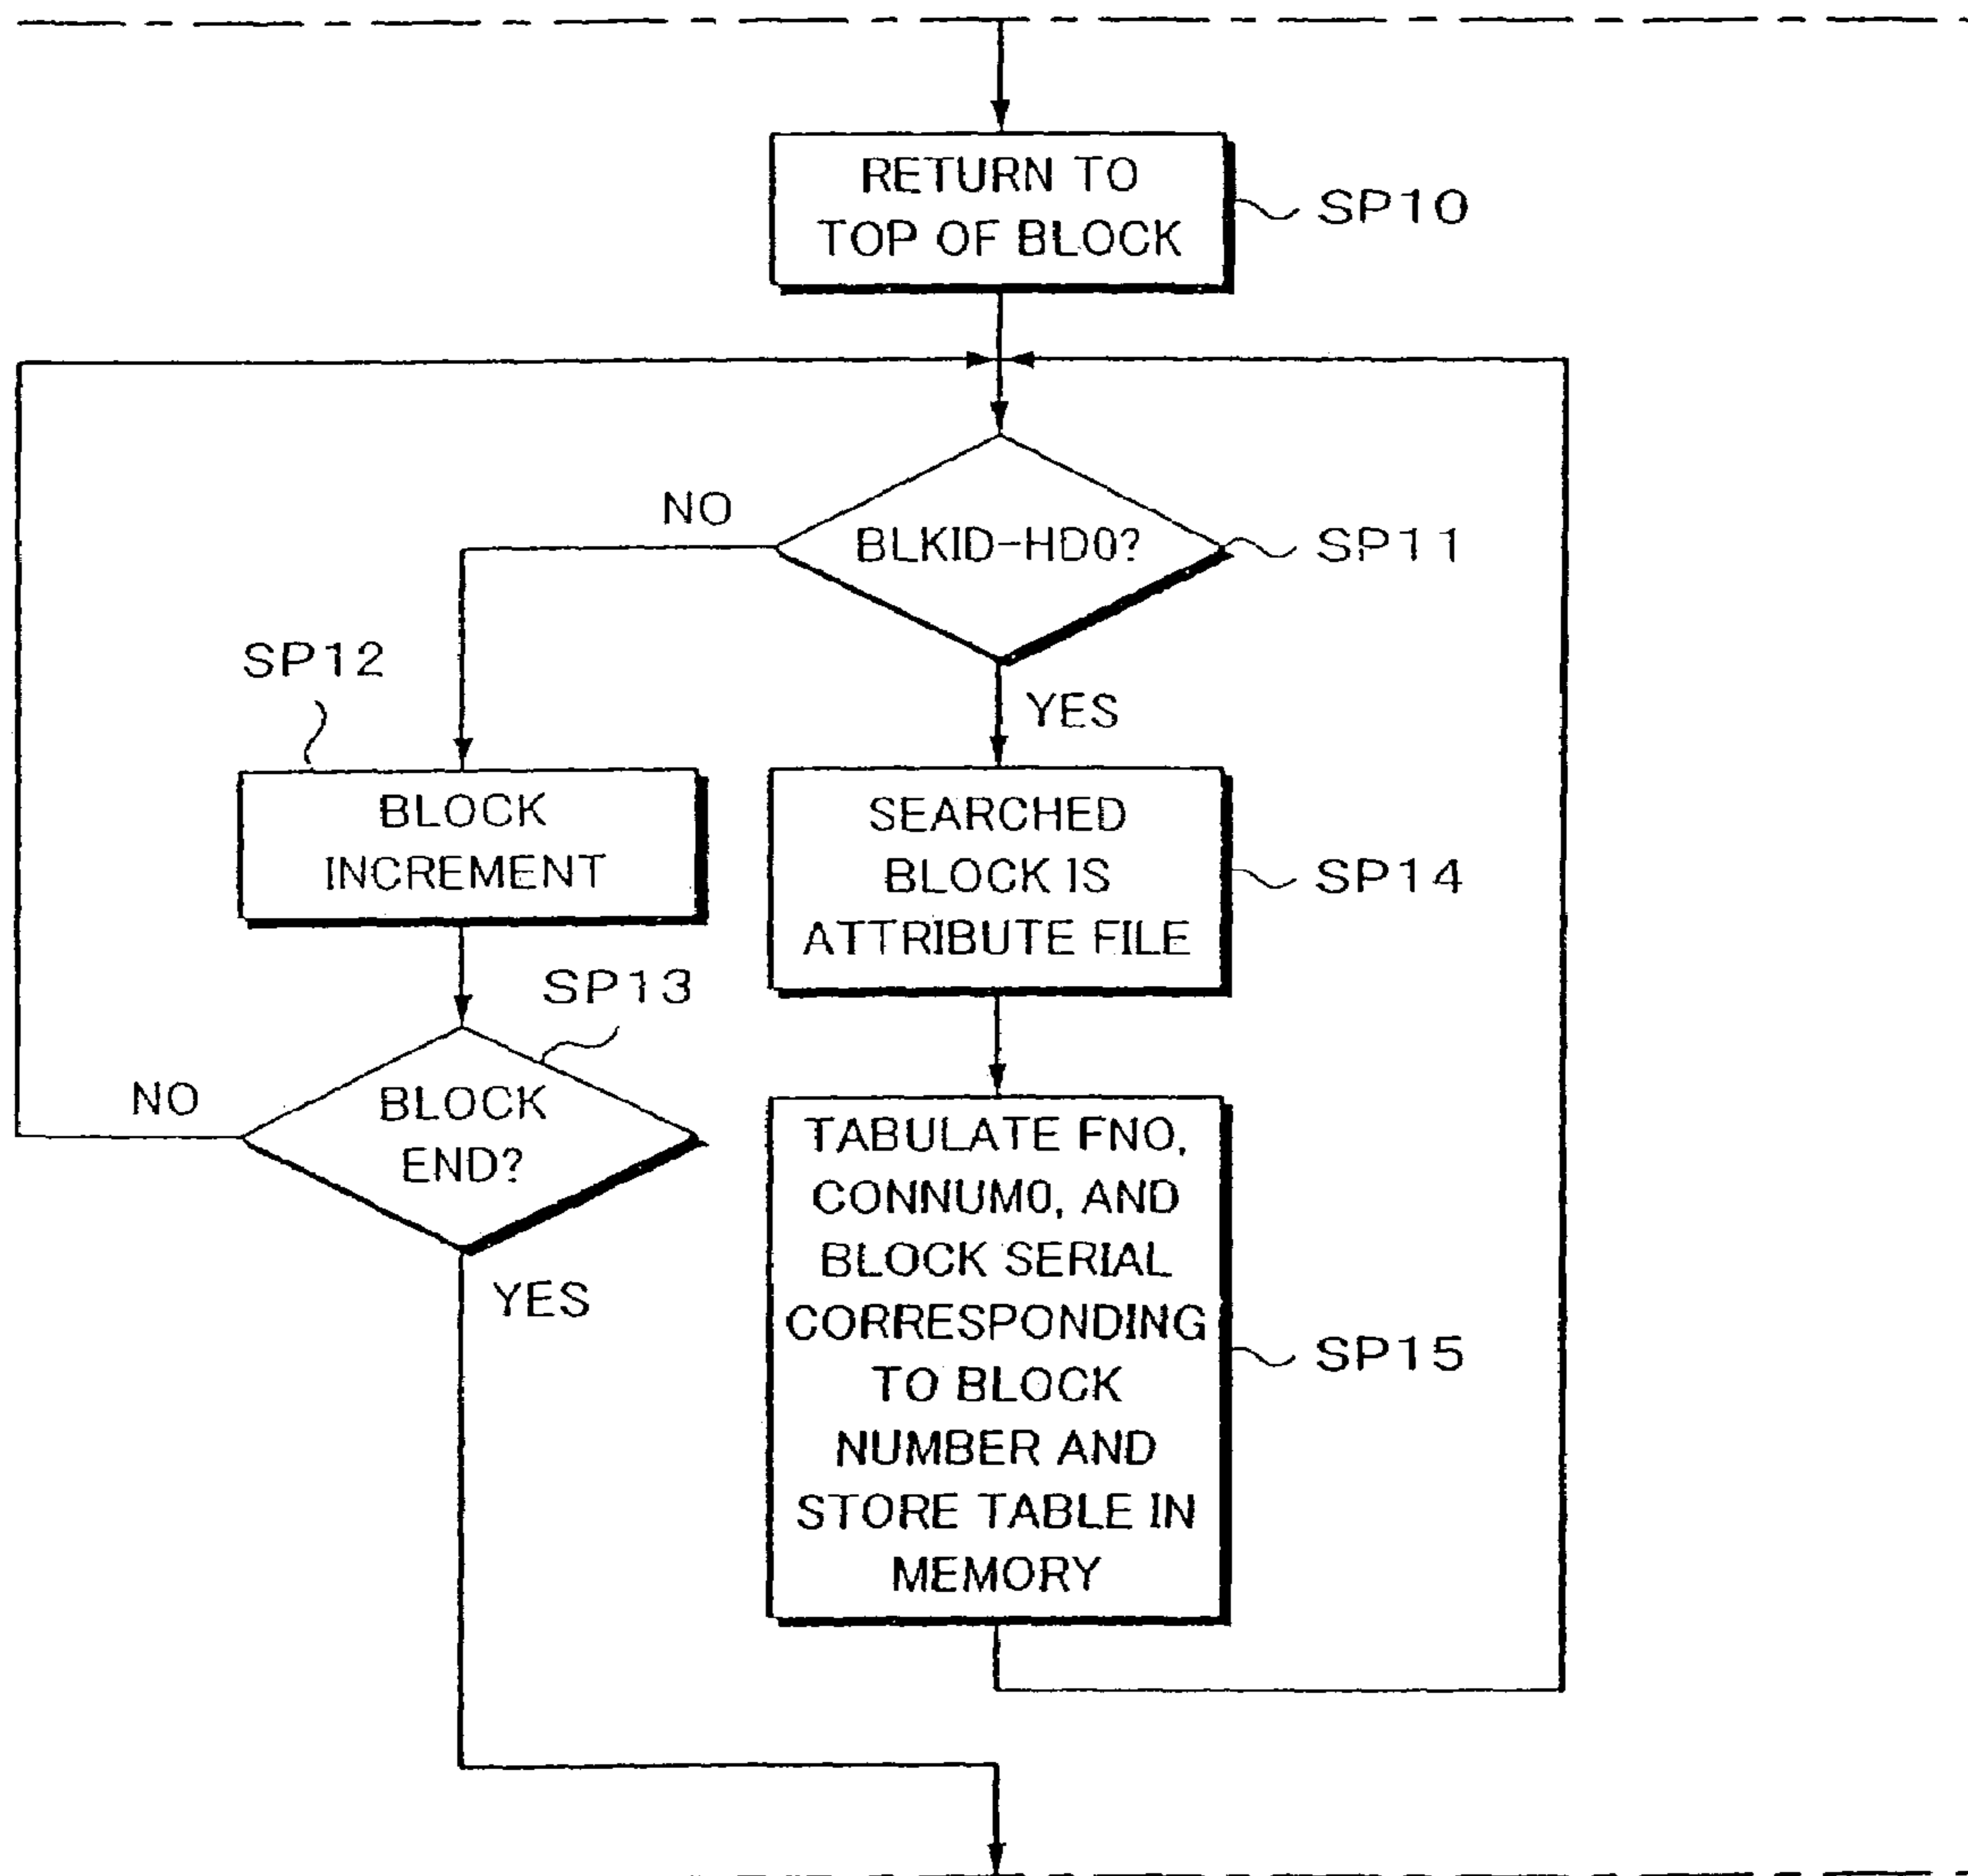 RETURN TO
TOP OF BLOCK
SP10
NO
BLKID-HD0?
SP11
YES
SP12
BLOCK
INCREMENT
SEARCHED
BLOCK IS
ATTRIBUTE FILE
SP14
SP13
NO
BLOCK
END?
YES
TABULATE FNO,
CONNUM0, AND
BLOCK SERIAL
CORRESPONDING
TO BLOCK
NUMBER AND
STORE TABLE IN
MEMORY
SP15